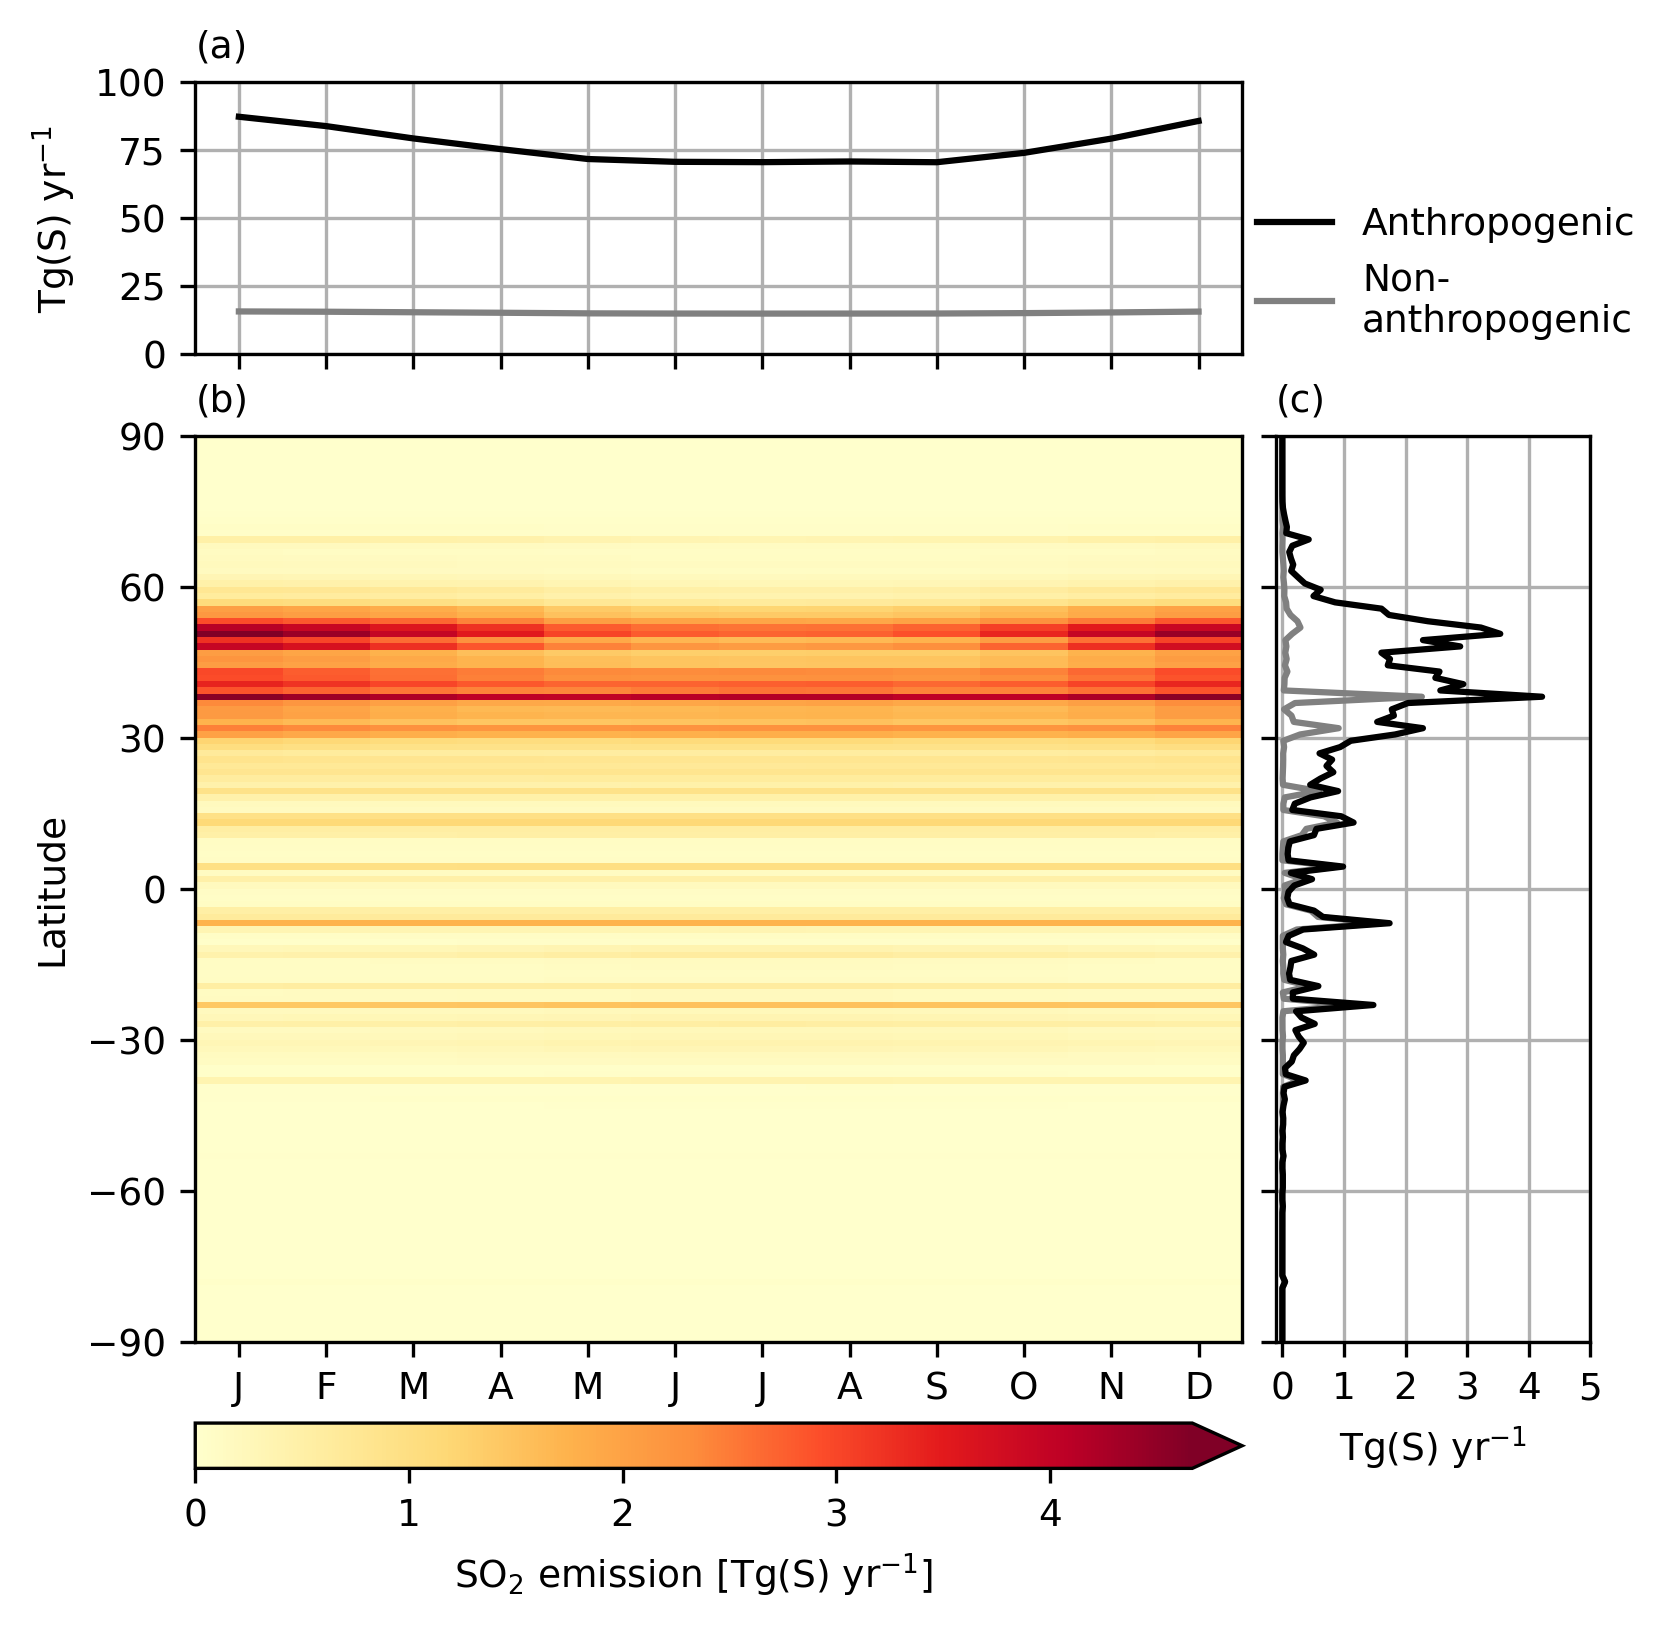 (a)
100
75
50
25
0
Tg(S) yr⁻¹
Anthropogenic
Non-
anthropogenic
(b)
90
60
30
0
−30
−60
−90
Latitude
J F M A M J J A S O N D
(c)
0 1 2 3 4 5
Tg(S) yr⁻¹
0 1 2 3 4
SO₂ emission [Tg(S) yr⁻¹]